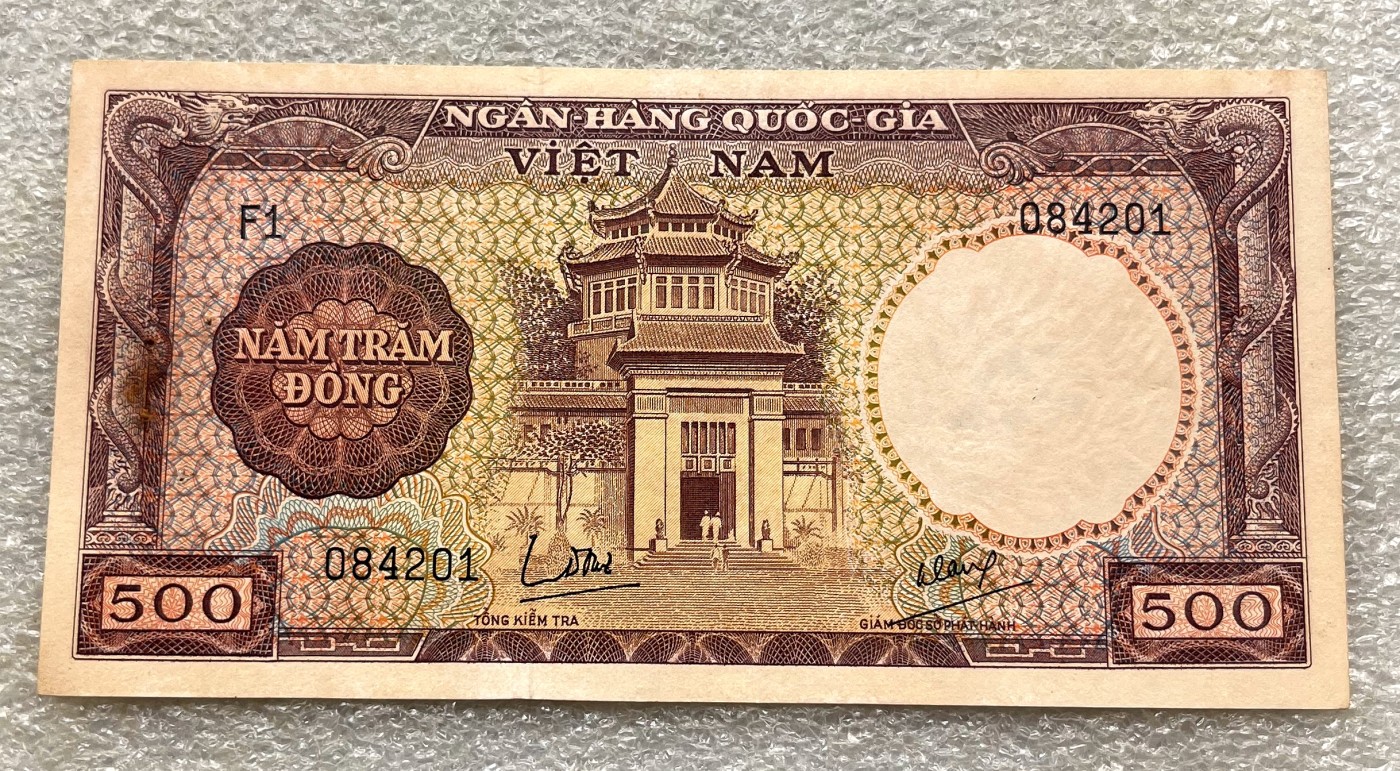 NGÂN-HÀNG QUỐC-GIA
VIỆT NAM
F1
084201
NĂM TRĂM
ĐỒNG
084201
TỔNG KIỂM TRA
GIÁM ĐỐC SỞ PHÁT-HÀNH
500
500